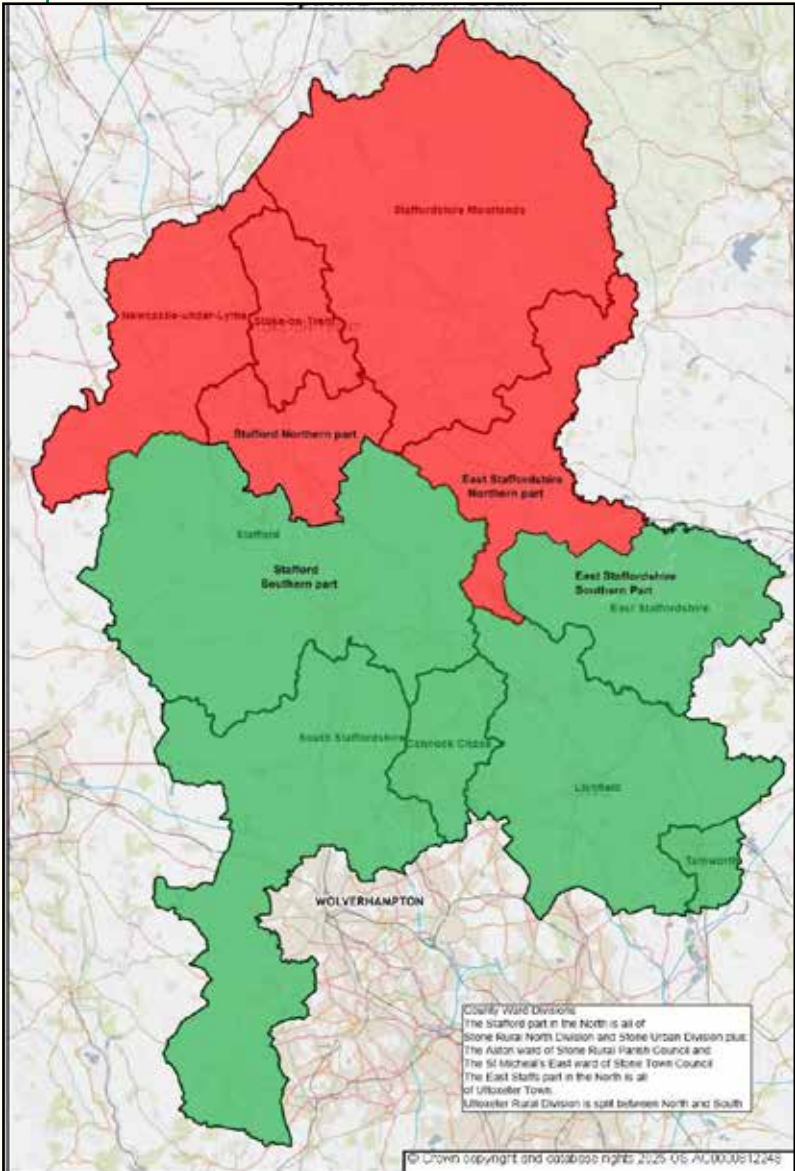 Staffordshire Moorlands
Newcastle-under-Lyme
Stoke-on-Trent
Stafford Northern part
East Staffordshire
Northern part
Stafford
Stafford
Southern part
East Staffordshire
Southern Part
East Staffordshire
South Staffordshire
Cannock Chase
Lichfield
Tamworth
WOLVERHAMPTON
County Ward Divisions
The Stafford part in the North is all of
Stone Rural North Division and Stone Urban Division plus
The Aston ward of Stone Rural Parish Council and
The St Micheal's East ward of Stone Town Council
The East Staffs part in the North is all
of Uttoxeter Town.
Uttoxeter Rural Division is split between North and South
© Crown copyright and database rights 2025 OS AC0000812248